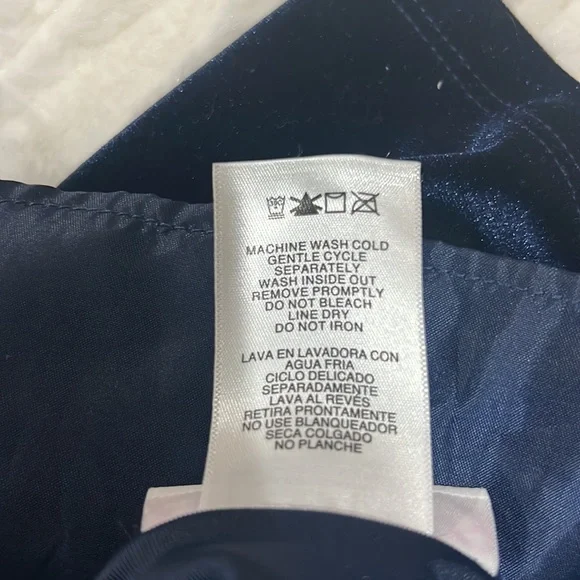 MACHINE WASH COLD
GENTLE CYCLE
SEPARATELY
WASH INSIDE OUT
REMOVE PROMPTLY
DO NOT BLEACH
LINE DRY
DO NOT IRON
LAVA EN LAVADORA CON
AGUA FRIA
CICLO DELICADO
SEPARADAMENTE
LAVA AL REVÉS
RETIRA PRONTAMENTE
NO USE BLANQUEADOR
SECA COLGADO
NO PLANCHE